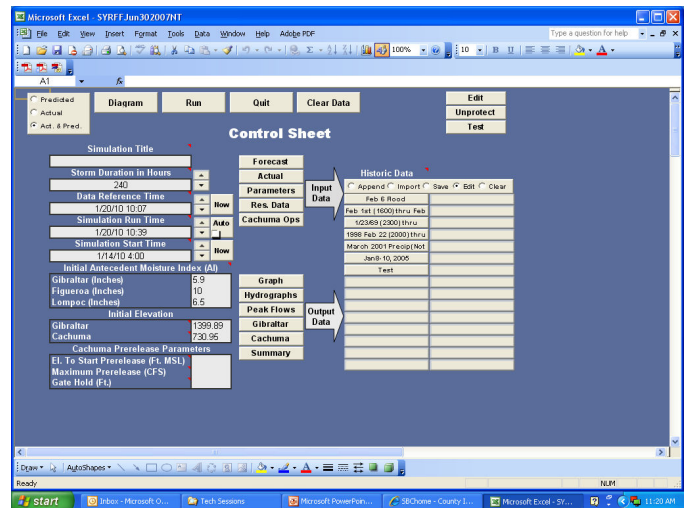 Microsoft Excel - SYRFFJun302007NT
File Edit View Insert Format Tools Data Window Help Adobe PDF Type a question for help
100% 10 B U A
A1 fx
Predicted
Actual
Act. & Pred.
Diagram Run Quit Clear Data
Edit
Unprotect
Test
Control Sheet
Simulation Title
Storm Duration in Hours
240
Data Reference Time
1/20/10 10:07 Now
Simulation Run Time
1/20/10 10:39 Auto
Simulation Start Time
1/14/10 4:00 Now
Initial Antecedent Moisture Index (AI)
Gibraltar (Inches) 5.9
Figueroa (Inches) 10
Lompoc (Inches) 6.5
Initial Elevation
Gibraltar 1399.89
Cachuma 730.95
Cachuma Prerelease Parameters
El. To Start Prerelease (Ft. MSL)
Maximum Prerelease (CFS)
Gate Hold (Ft.)
Forecast
Actual
Parameters
Res. Data
Cachuma Ops
Input
Data
Graph
Hydrographs
Peak Flows
Gibraltar
Cachuma
Summary
Output
Data
Historic Data
Append Import Save Edit Clear
Feb 6 Flood
Feb 1st (1600) thru Feb
1/23/69 (2300) thru
1998 Feb 22 (2000) thru
March 2001 Precip(Not
Jan8-10, 2005
Test
Draw AutoShapes A
Ready NUM
start Inbox - Microsoft O... Tech Sessions Microsoft PowerPoin... SBChome - County I... Microsoft Excel - SY... 11:20 AM